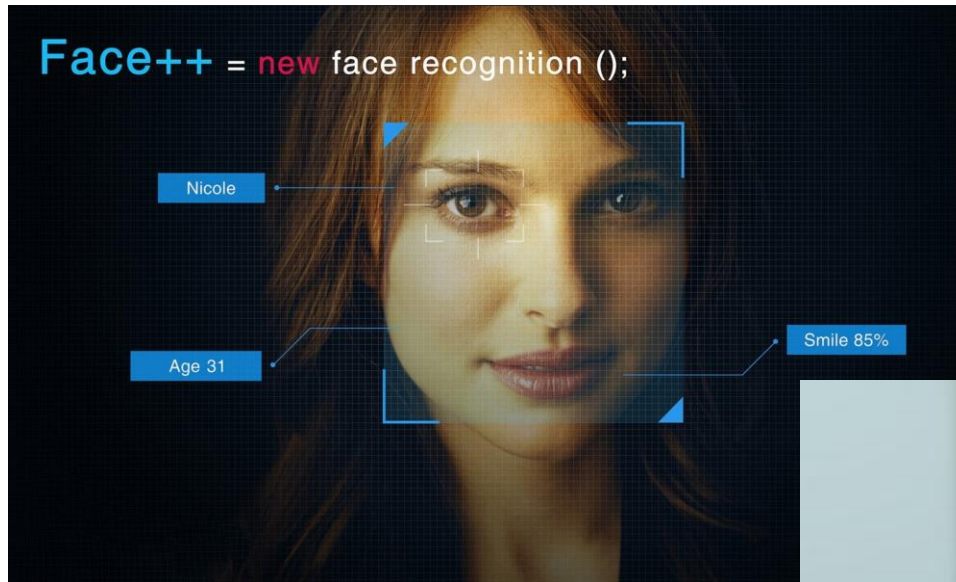 Face++ = new face recognition ();
Nicole
Age 31
Smile 85%